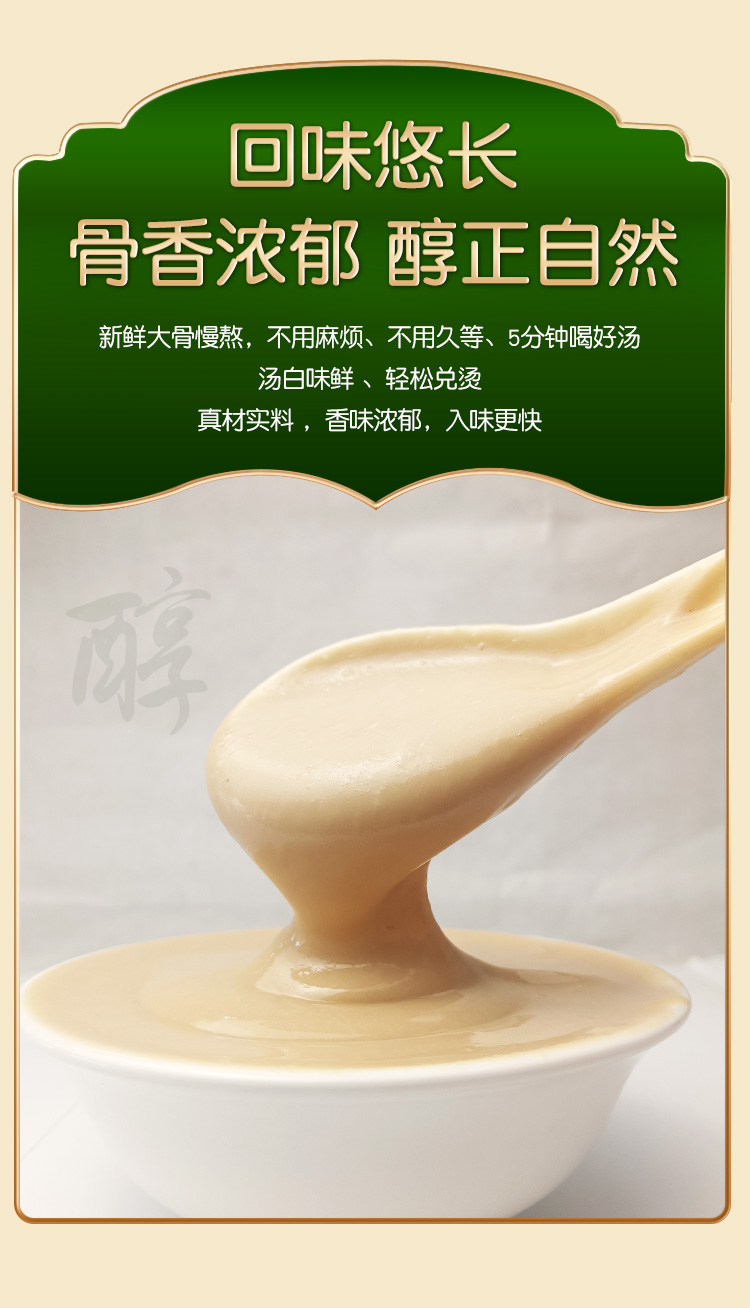 回味悠长
骨香浓郁 醇正自然
新鲜大骨慢熬，不用麻烦、不用久等、5分钟喝好汤
汤白味鲜 、轻松兑烫
真材实料 ，香味浓郁，入味更快
醇